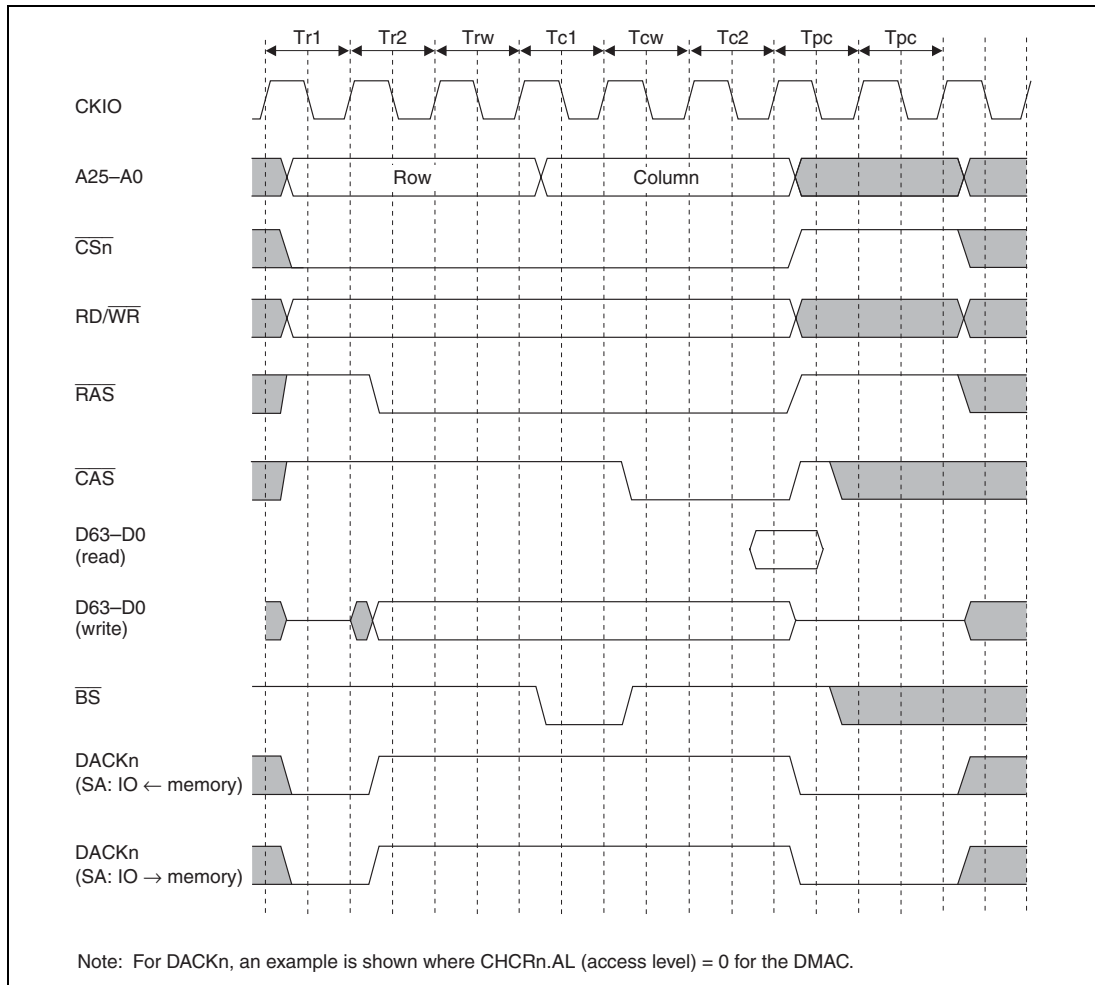 Tr1 Tr2 Trw Tc1 Tcw Tc2 Tpc Tpc
CKIO
A25–A0
Row
Column
CSn
RD/WR
RAS
CAS
D63–D0
(read)
D63–D0
(write)
BS
DACKn
(SA: IO ← memory)
DACKn
(SA: IO → memory)
Note: For DACKn, an example is shown where CHCRn.AL (access level) = 0 for the DMAC.